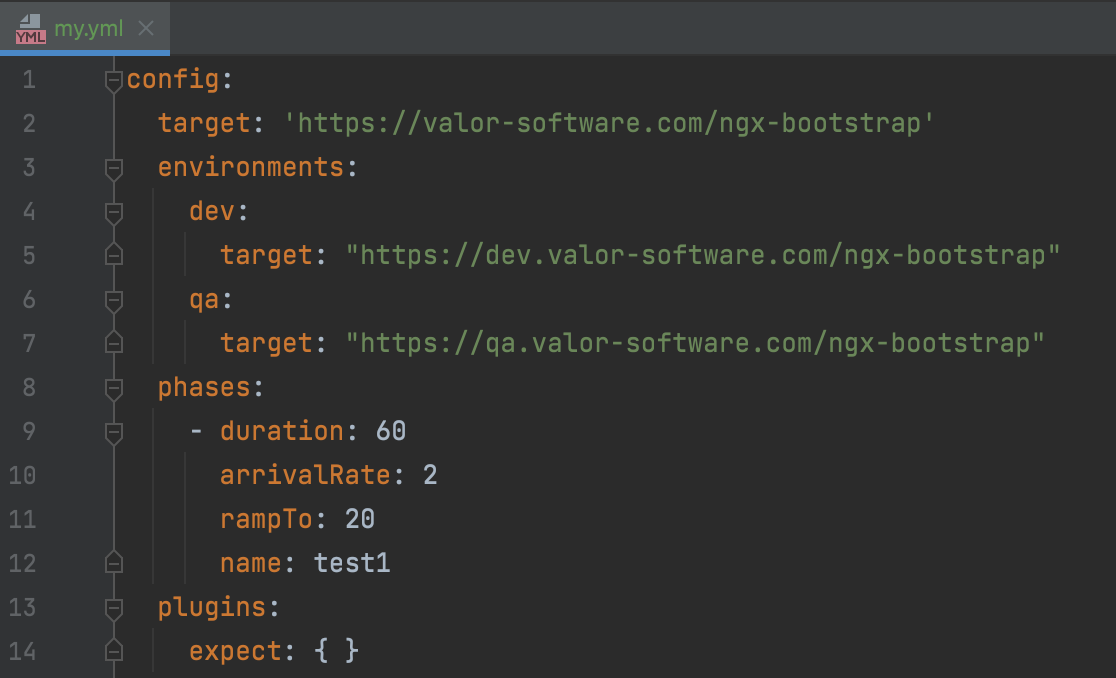 YML my.yml
1 config:
2   target: 'https://valor-software.com/ngx-bootstrap'
3   environments:
4     dev:
5       target: "https://dev.valor-software.com/ngx-bootstrap"
6     qa:
7       target: "https://qa.valor-software.com/ngx-bootstrap"
8   phases:
9     - duration: 60
10       arrivalRate: 2
11       rampTo: 20
12       name: test1
13   plugins:
14     expect: { }